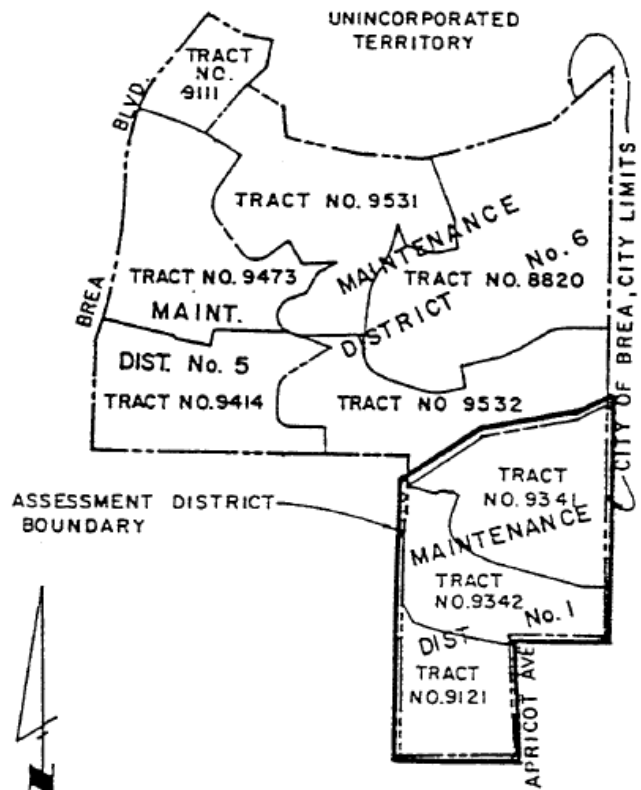 UNINCORPORATED
TERRITORY
TRACT
NO.
9111
BLVD.
TRACT NO. 9531
MAINTENANCE
No. 6
TRACT NO. 9473
TRACT NO. 8820
MAINT.
DISTRICT
BREA
DIST. No. 5
TRACT NO. 9414
TRACT NO 9532
CITY OF BREA, CITY LIMITS
ASSESSMENT DISTRICT
BOUNDARY
TRACT
NO. 9341
MAINTENANCE
TRACT
NO. 9342
No. 1
DIST
TRACT
NO. 9121
APRICOT AVE